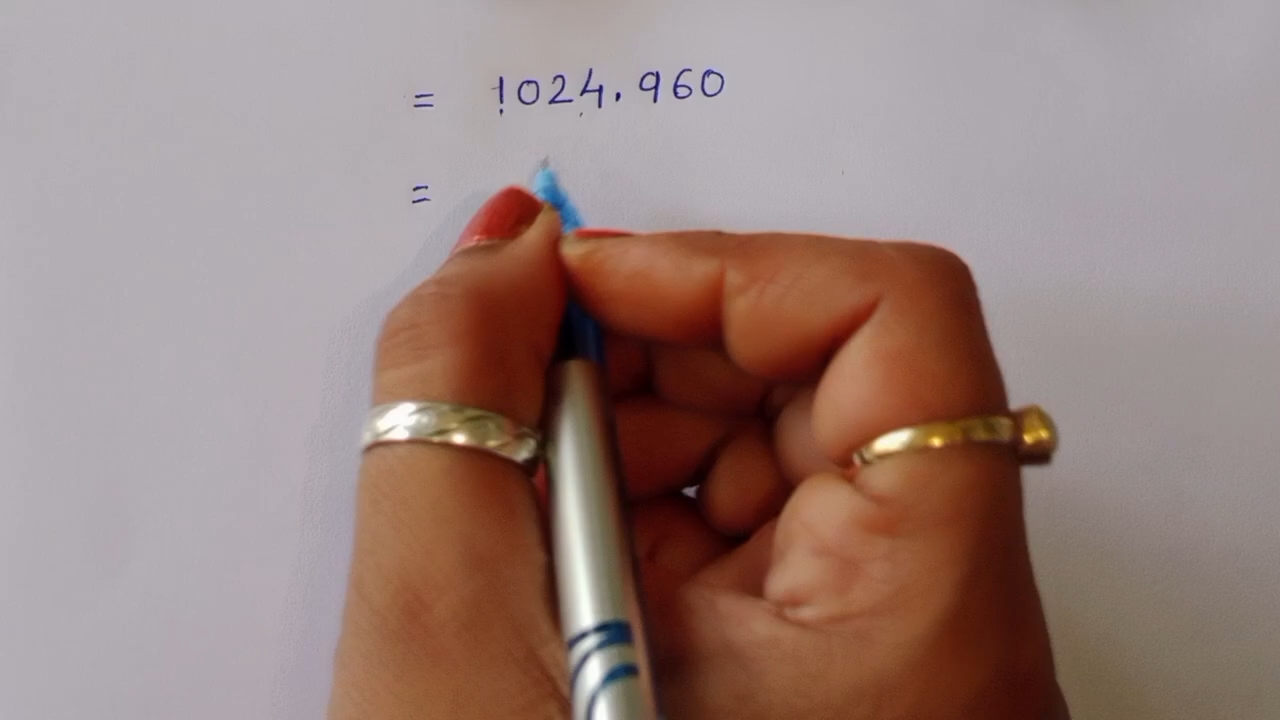 = 1024.960
=